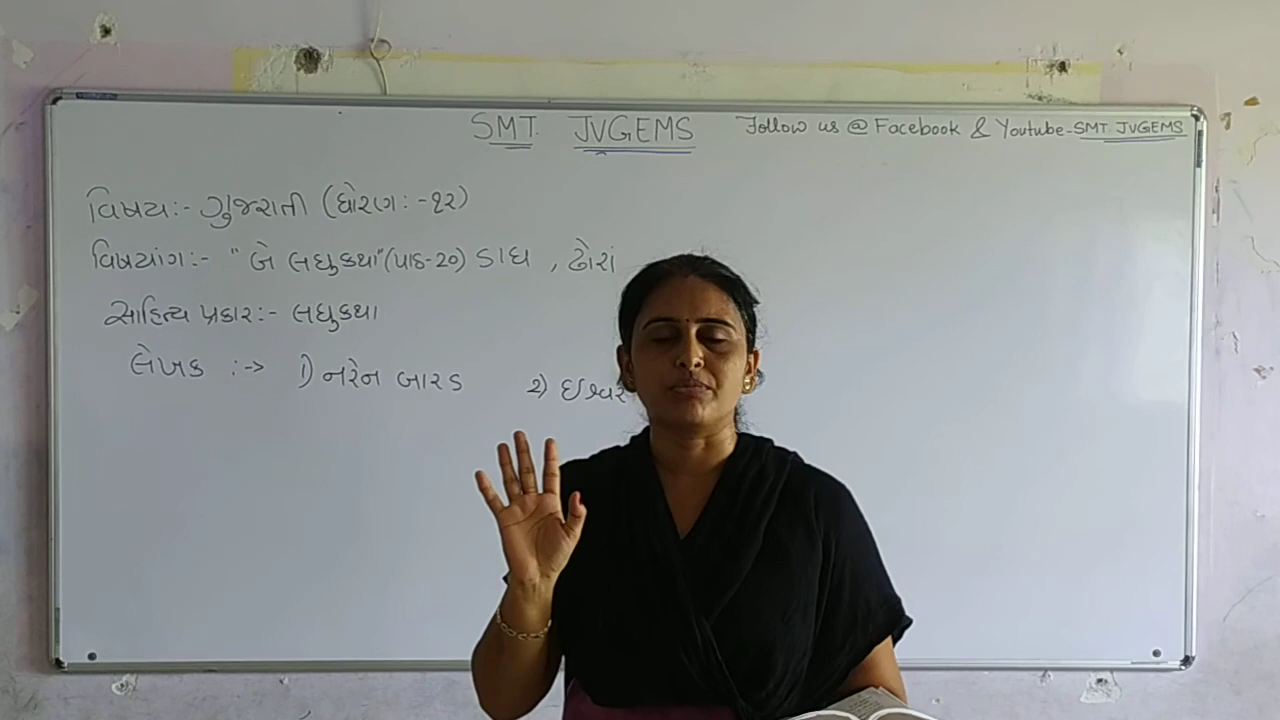 SMT JVGEMS Follow us @ Facebook & Youtube-SMT JVGEMS
વિષય:- ગુજરાતી (ધોરણ:-૧૨)
વિષયાંગ:- "બે લઘુકથા" (પાઠ-20) ડાઘ , ઢોરાં
સાહિત્ય પ્રકાર:- લઘુકથા
લેખક :-> 1) નરેન બારડ ૨) ઈશ્વર